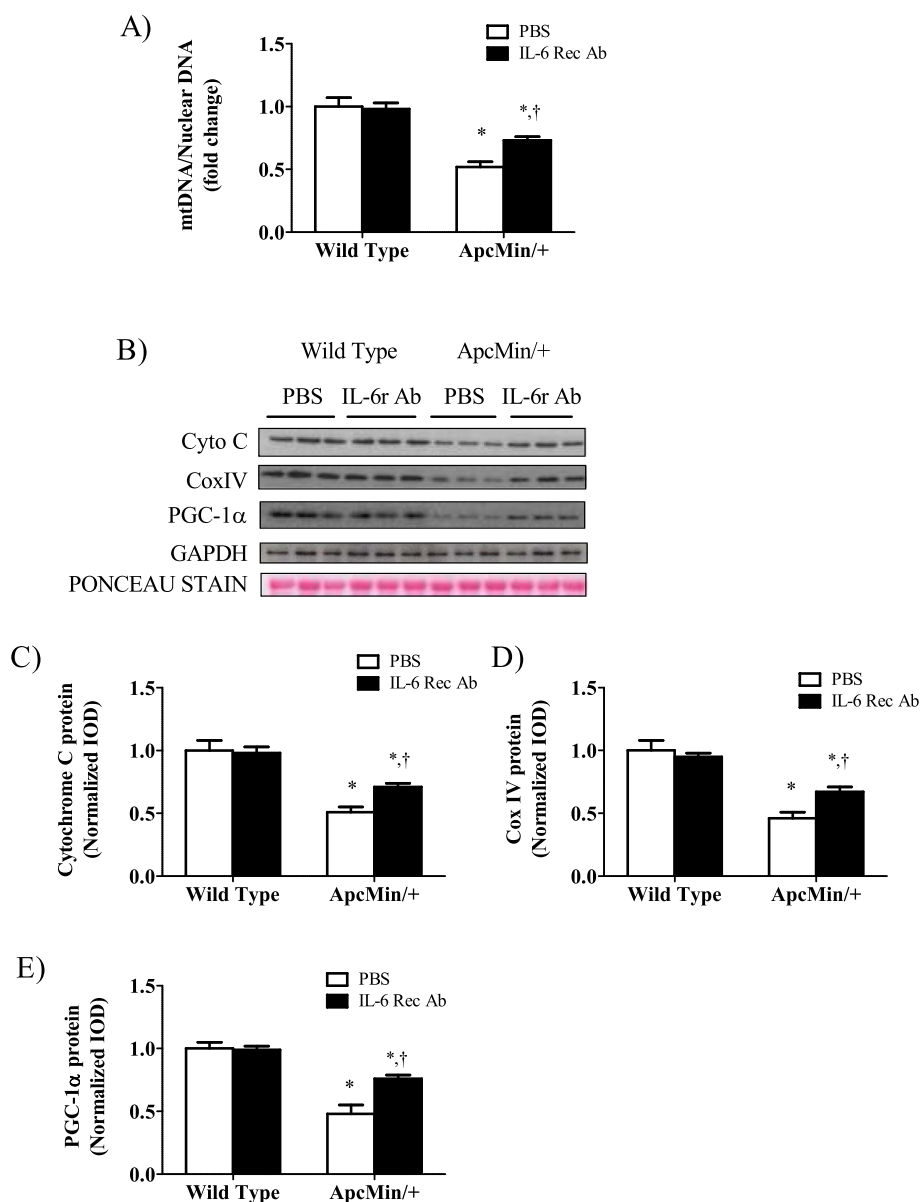 A)
mtDNA/Nuclear DNA
(fold change)
1.5
1.0
0.5
0.0
PBS
IL-6 Rec Ab
*
*,†
Wild Type
ApcMin/+
B)
Wild Type
ApcMin/+
PBS
IL-6r Ab
PBS
IL-6r Ab
Cyto C
CoxIV
PGC-1α
GAPDH
PONCEAU STAIN
C)
Cytochrome C protein
(Normalized IOD)
1.5
1.0
0.5
0.0
PBS
IL-6 Rec Ab
*
*,†
Wild Type
ApcMin/+
D)
Cox IV protein
(Normalized IOD)
1.5
1.0
0.5
0.0
PBS
IL-6 Rec Ab
*
*,†
Wild Type
ApcMin/+
E)
PGC-1α protein
(Normalized IOD)
1.5
1.0
0.5
0.0
PBS
IL-6 Rec Ab
*
*,†
Wild Type
ApcMin/+